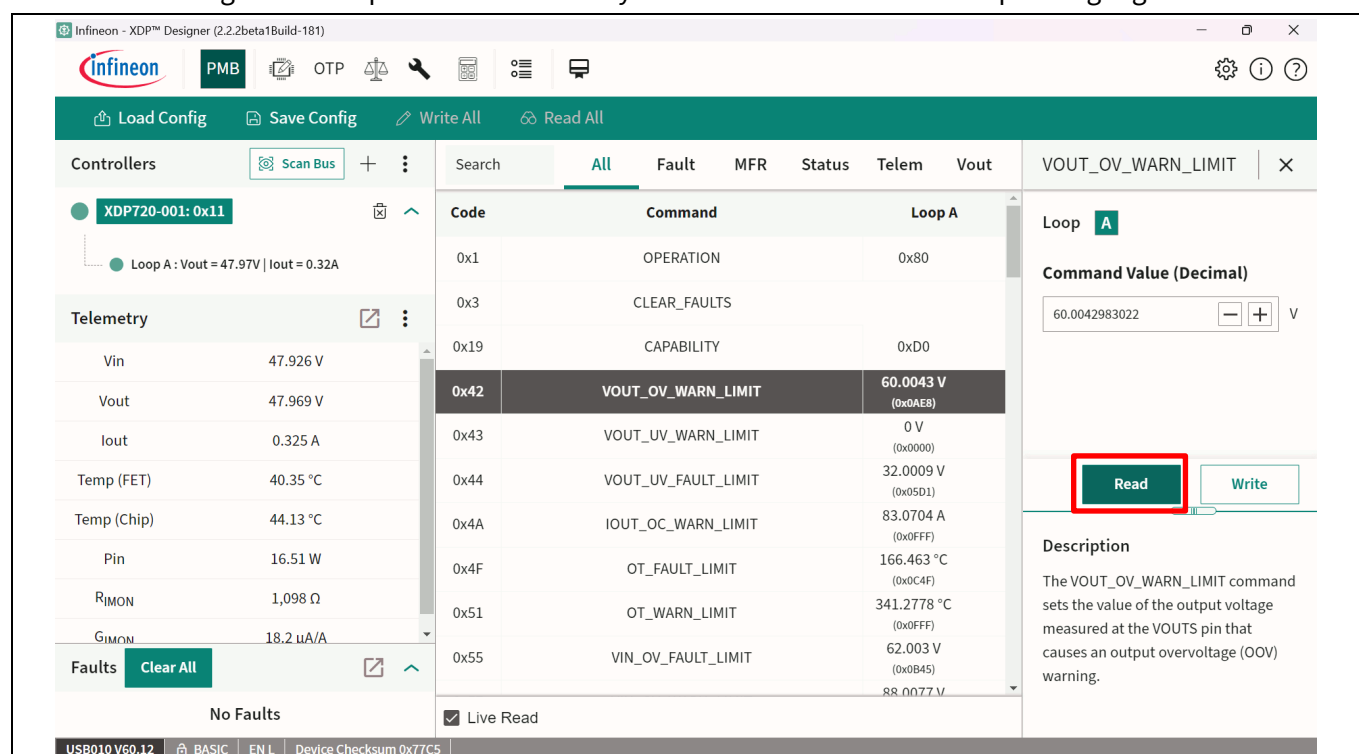 Infineon - XDP™ Designer (2.2.2beta1Build-181)
infineon PMB OTP
Load Config Save Config Write All Read All
Controllers Scan Bus
XDP720-001: 0x11
Loop A : Vout = 47.97V | Iout = 0.32A
Telemetry
Vin 47.926 V
Vout 47.969 V
Iout 0.325 A
Temp (FET) 40.35 °C
Temp (Chip) 44.13 °C
Pin 16.51 W
RIMON 1,098 Ω
GIMON 18.2 µA/A
Faults Clear All
No Faults
Search All Fault MFR Status Telem Vout
Code Command Loop A
0x1 OPERATION 0x80
0x3 CLEAR_FAULTS
0x19 CAPABILITY 0xD0
0x42 VOUT_OV_WARN_LIMIT 60.0043 V
(0x0AE8)
0x43 VOUT_UV_WARN_LIMIT 0 V
(0x0000)
0x44 VOUT_UV_FAULT_LIMIT 32.0009 V
(0x05D1)
0x4A IOUT_OC_WARN_LIMIT 83.0704 A
(0x0FFF)
0x4F OT_FAULT_LIMIT 166.463 °C
(0x0C4F)
0x51 OT_WARN_LIMIT 341.2778 °C
(0x0FFF)
0x55 VIN_OV_FAULT_LIMIT 62.003 V
(0x0B45)
88.0077 V
Live Read
VOUT_OV_WARN_LIMIT
Loop A
Command Value (Decimal)
60.0042983022 V
Read Write
Description
The VOUT_OV_WARN_LIMIT command
sets the value of the output voltage
measured at the VOUTS pin that
causes an output overvoltage (OOV)
warning.
USB010 V60.12 BASIC EN L Device Checksum 0x77C5